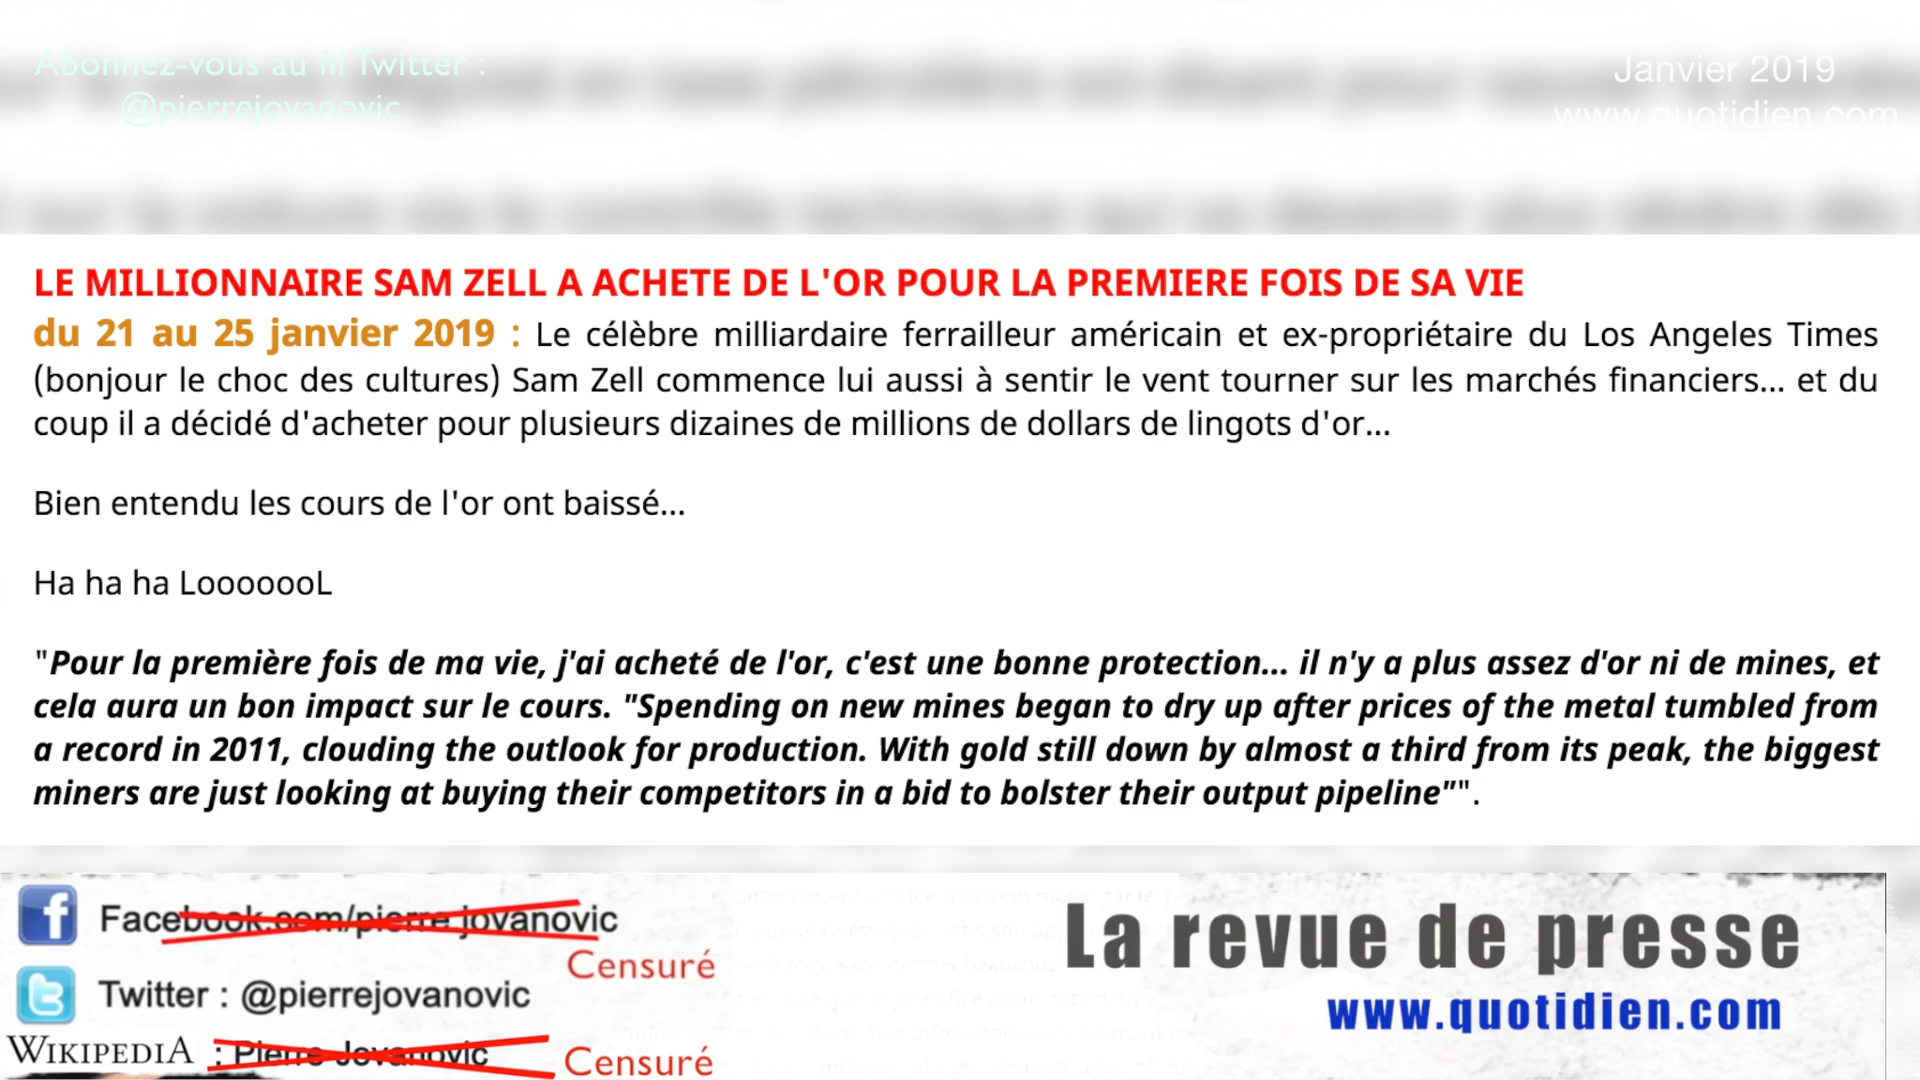 Abonnez-vous au fil Twitter :
@pierrejovanovic
Janvier 2019
www.quotidien.com
LE MILLIONNAIRE SAM ZELL A ACHETE DE L'OR POUR LA PREMIERE FOIS DE SA VIE
du 21 au 25 janvier 2019 : Le célèbre milliardaire ferrailleur américain et ex-propriétaire du Los Angeles Times
(bonjour le choc des cultures) Sam Zell commence lui aussi à sentir le vent tourner sur les marchés financiers... et du
coup il a décidé d'acheter pour plusieurs dizaines de millions de dollars de lingots d'or...
Bien entendu les cours de l'or ont baissé...
Ha ha ha LooooooL
"Pour la première fois de ma vie, j'ai acheté de l'or, c'est une bonne protection... il n'y a plus assez d'or ni de mines, et
cela aura un bon impact sur le cours. "Spending on new mines began to dry up after prices of the metal tumbled from
a record in 2011, clouding the outlook for production. With gold still down by almost a third from its peak, the biggest
miners are just looking at buying their competitors in a bid to bolster their output pipeline"".
Facebook.com/pierre.jovanovic
Censuré
Twitter : @pierrejovanovic
WIKIPEDIA : Pierre Jovanovic
Censuré
La revue de presse
www.quotidien.com